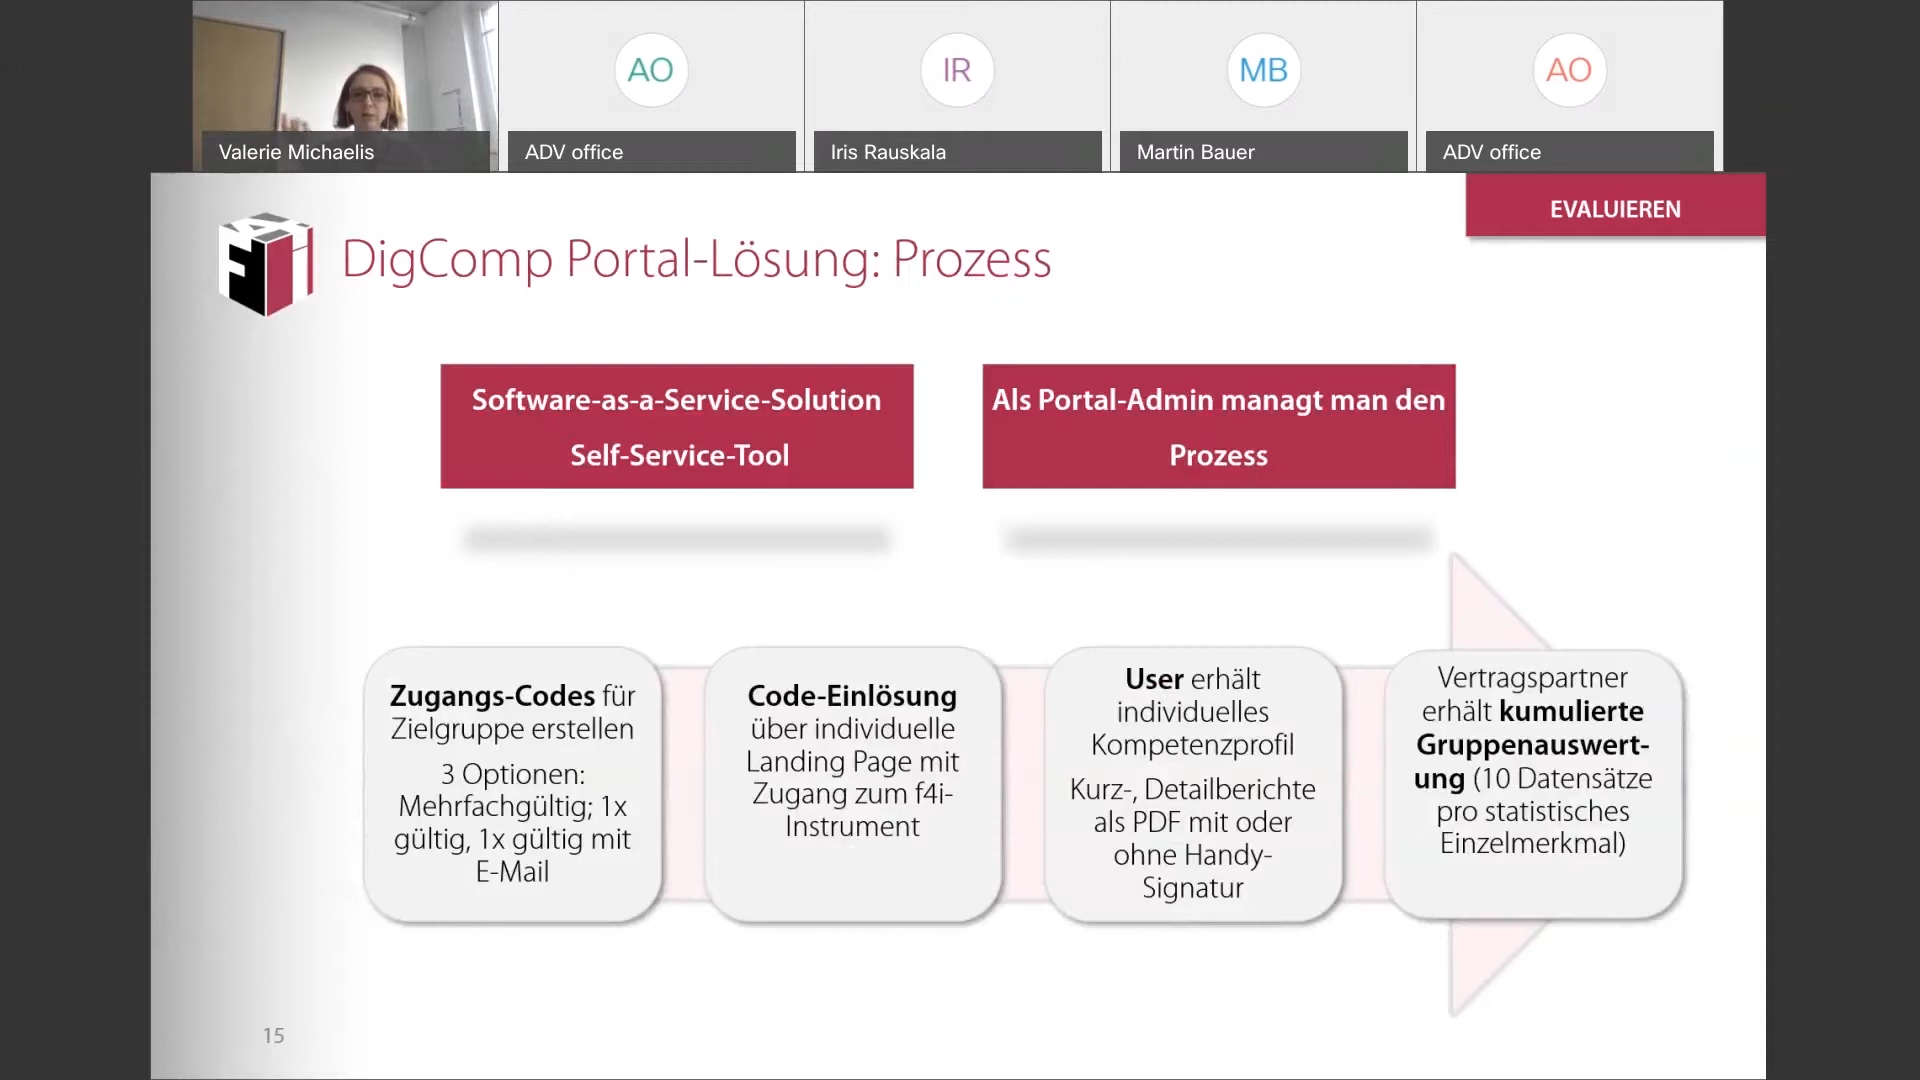 AO
IR
MB
AO
Valerie Michaelis
ADV office
Iris Rauskala
Martin Bauer
ADV office
EVALUIEREN
F4i
DigComp Portal-Lösung: Prozess
Software-as-a-Service-Solution
Self-Service-Tool
Als Portal-Admin managt man den
Prozess
Zugangs-Codes für
Zielgruppe erstellen
3 Optionen:
Mehrfachgültig; 1x
gültig, 1x gültig mit
E-Mail
Code-Einlösung
über individuelle
Landing Page mit
Zugang zum f4i-
Instrument
User erhält
individuelles
Kompetenzprofil
Kurz-, Detailberichte
als PDF mit oder
ohne Handy-
Signatur
Vertragspartner
erhält kumulierte
Gruppenauswert-
ung (10 Datensätze
pro statistisches
Einzelmerkmal)
15